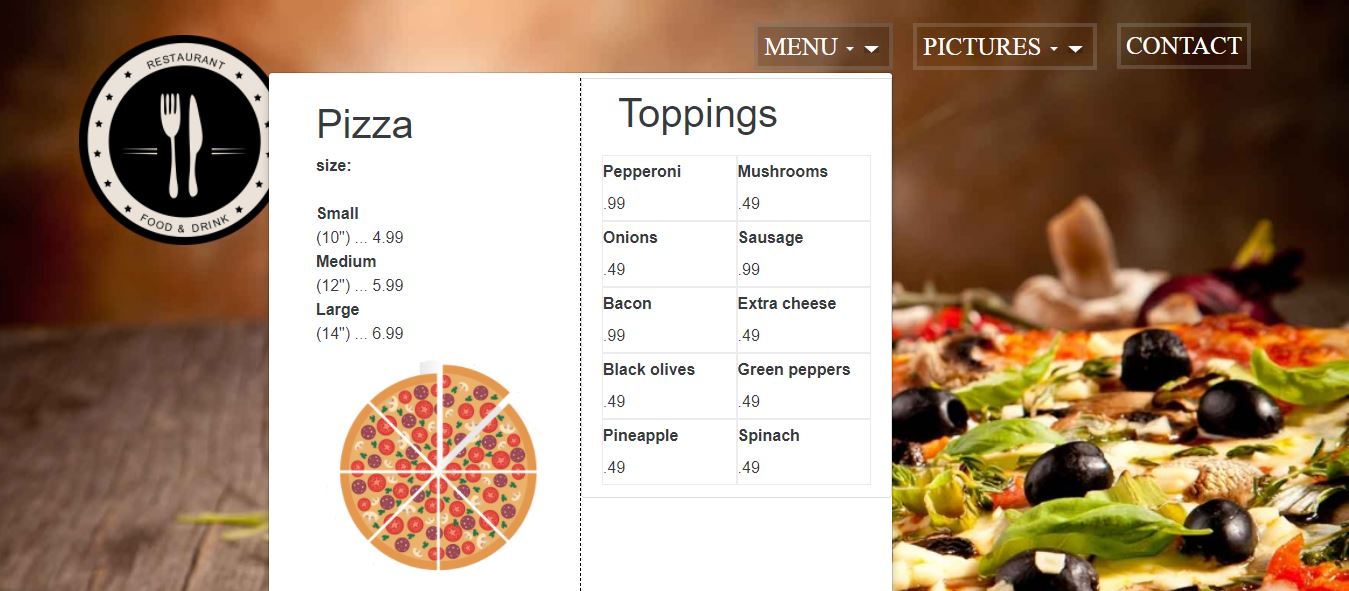 RESTAURANT
FOOD & DRINK
MENU
PICTURES
CONTACT
Pizza
size:
Small
(10") ... 4.99
Medium
(12") ... 5.99
Large
(14") ... 6.99
Toppings
Pepperoni Mushrooms
.99 .49
Onions Sausage
.49 .99
Bacon Extra cheese
.99 .49
Black olives Green peppers
.49 .49
Pineapple Spinach
.49 .49